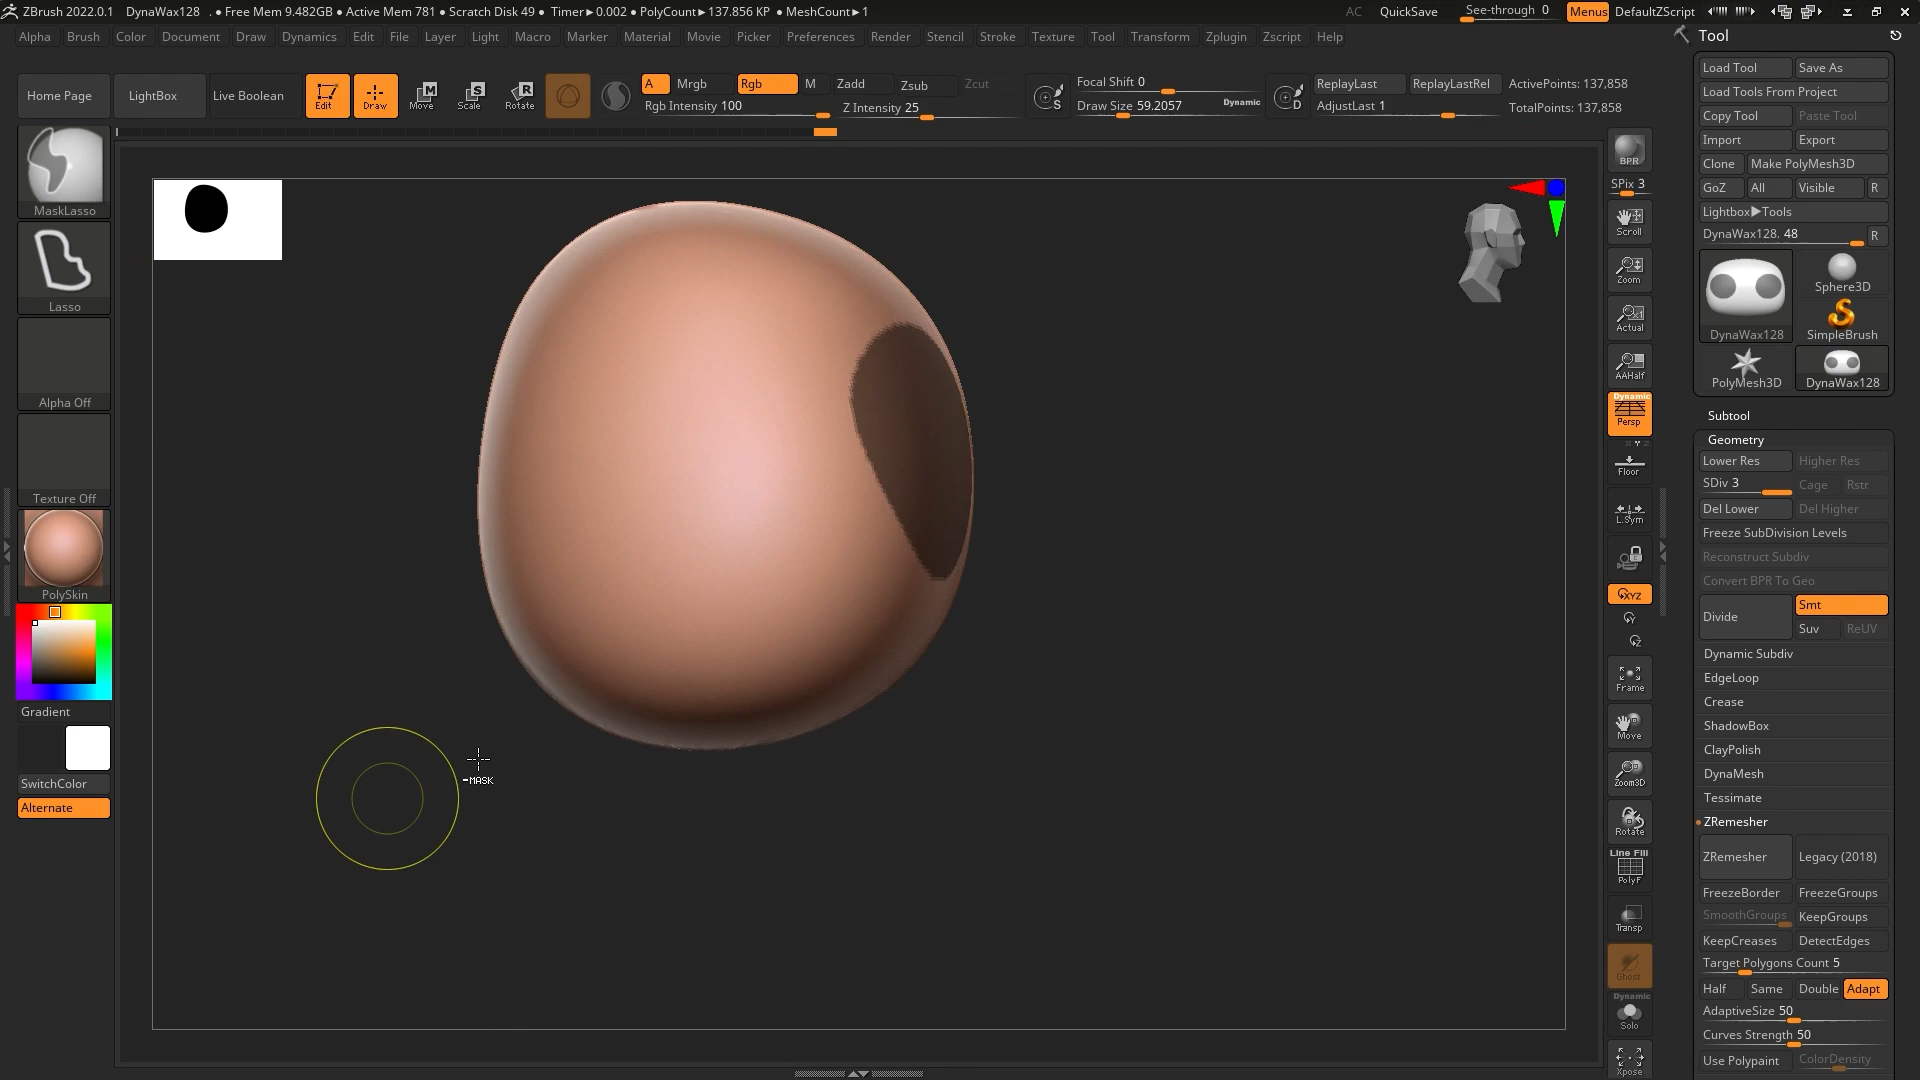 ZBrush 2022.0.1 DynaWax128 . ● Free Mem 9.482GB ● Active Mem 781 ● Scratch Disk 49 ● Timer►0.002 ● PolyCount►137.856 KP ● MeshCount►1 AC QuickSave See-through 0 Menus DefaultZScript
Alpha Brush Color Document Draw Dynamics Edit File Layer Light Macro Marker Material Movie Picker Preferences Render Stencil Stroke Texture Tool Transform Zplugin Zscript Help
Home Page LightBox Live Boolean Edit Draw Move Scale Rotate
M S R
A Mrgb Rgb M Zadd Zsub Zcut
Rgb Intensity 100 Z Intensity 25
S Focal Shift 0
Draw Size 59.2057 Dynamic
D ReplayLast ReplayLastRel ActivePoints: 137,858
AdjustLast 1 TotalPoints: 137,858
MaskLasso
Lasso
Alpha Off
Texture Off
PolySkin
Gradient
SwitchColor
Alternate
-MASK
BPR
SPix 3
Scroll
Zoom
Actual
AAHalf
Dynamic
Persp
Floor
L.Sym
XYZ
Y
Z
Frame
Move
Zoom3D
Rotate
Line Fill
PolyF
Transp
Ghost
Dynamic
Solo
Xpose
Tool
Load Tool Save As
Load Tools From Project
Copy Tool Paste Tool
Import Export
Clone Make PolyMesh3D
GoZ All Visible R
Lightbox►Tools
DynaWax128. 48 R
DynaWax128
Sphere3D
SimpleBrush
PolyMesh3D DynaWax128
Subtool
Geometry
Lower Res Higher Res
SDiv 3 Cage Rstr
Del Lower Del Higher
Freeze SubDivision Levels
Reconstruct Subdiv
Convert BPR To Geo
Divide Smt
Suv ReUV
Dynamic Subdiv
EdgeLoop
Crease
ShadowBox
ClayPolish
DynaMesh
Tessimate
ZRemesher
ZRemesher Legacy (2018)
FreezeBorder FreezeGroups
SmoothGroups KeepGroups
KeepCreases DetectEdges
Target Polygons Count 5
Half Same Double Adapt
AdaptiveSize 50
Curves Strength 50
Use Polypaint ColorDensity